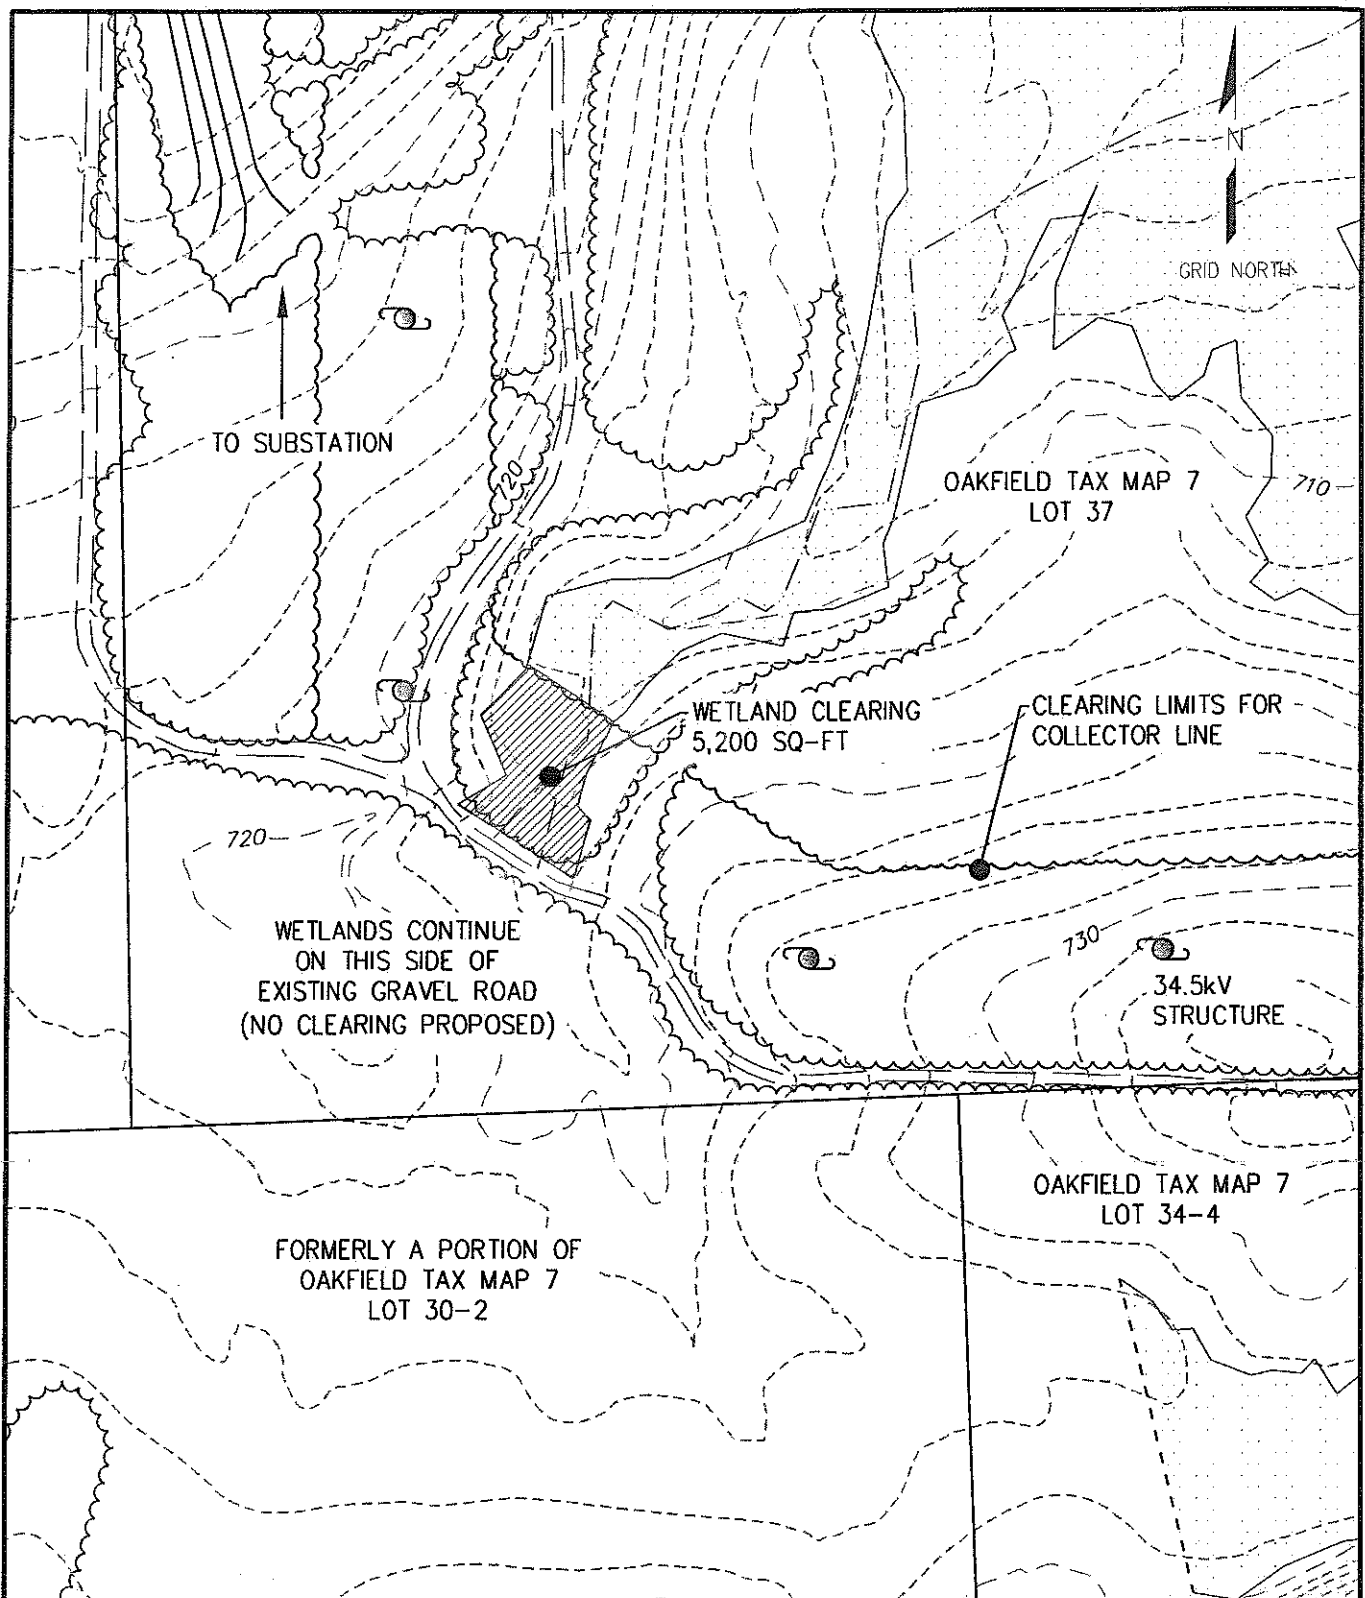 N
GRID NORTH
TO SUBSTATION
720
OAKFIELD TAX MAP 7
LOT 37
710
WETLAND CLEARING
5,200 SQ-FT
CLEARING LIMITS FOR
COLLECTOR LINE
720
WETLANDS CONTINUE
ON THIS SIDE OF
EXISTING GRAVEL ROAD
(NO CLEARING PROPOSED)
730
34.5kV
STRUCTURE
OAKFIELD TAX MAP 7
LOT 34-4
FORMERLY A PORTION OF
OAKFIELD TAX MAP 7
LOT 30-2